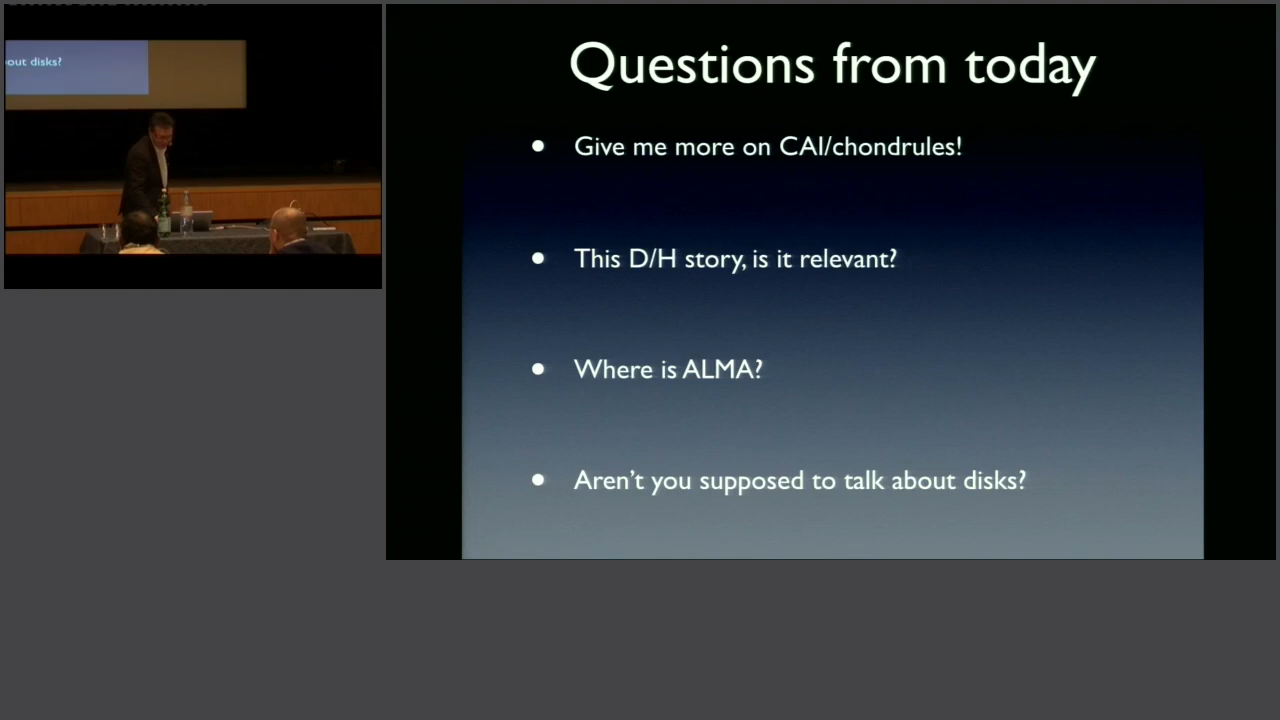 out disks?
Questions from today
• Give me more on CAI/chondrules!
• This D/H story, is it relevant?
• Where is ALMA?
• Aren't you supposed to talk about disks?